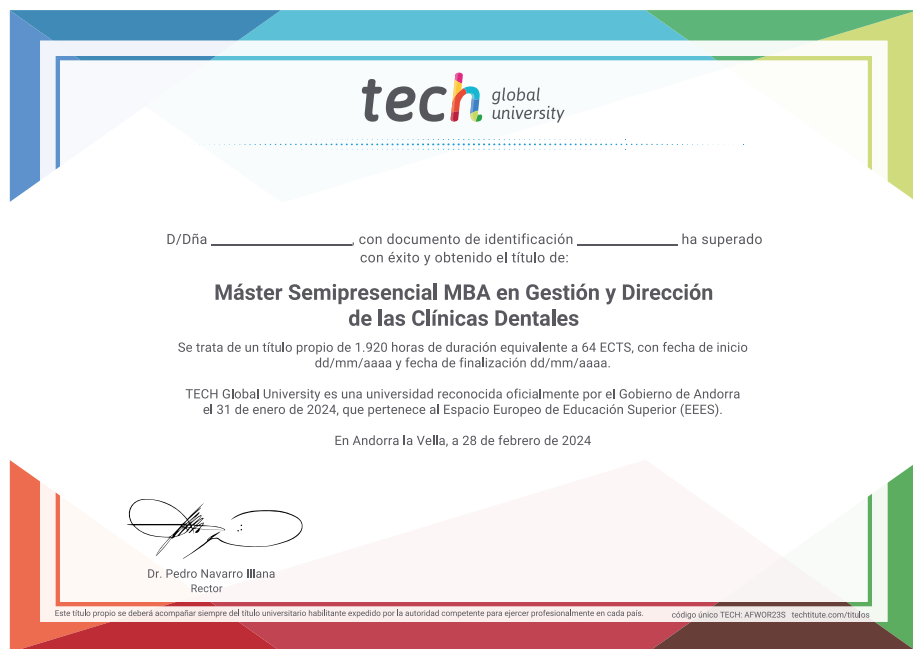 tech global university
D/Dña , con documento de identificación ha superado
con éxito y obtenido el título de:
Máster Semipresencial MBA en Gestión y Dirección
de las Clínicas Dentales
Se trata de un título propio de 1.920 horas de duración equivalente a 64 ECTS, con fecha de inicio
dd/mm/aaaa y fecha de finalización dd/mm/aaaa.
TECH Global University es una universidad reconocida oficialmente por el Gobierno de Andorra
el 31 de enero de 2024, que pertenece al Espacio Europeo de Educación Superior (EEES).
En Andorra la Vella, a 28 de febrero de 2024
Dr. Pedro Navarro Illana
Rector
Este título propio se deberá acompañar siempre del título universitario habilitante expedido por la autoridad competente para ejercer profesionalmente en cada país. código único TECH: AFWOR23S techtitute.com/titulos